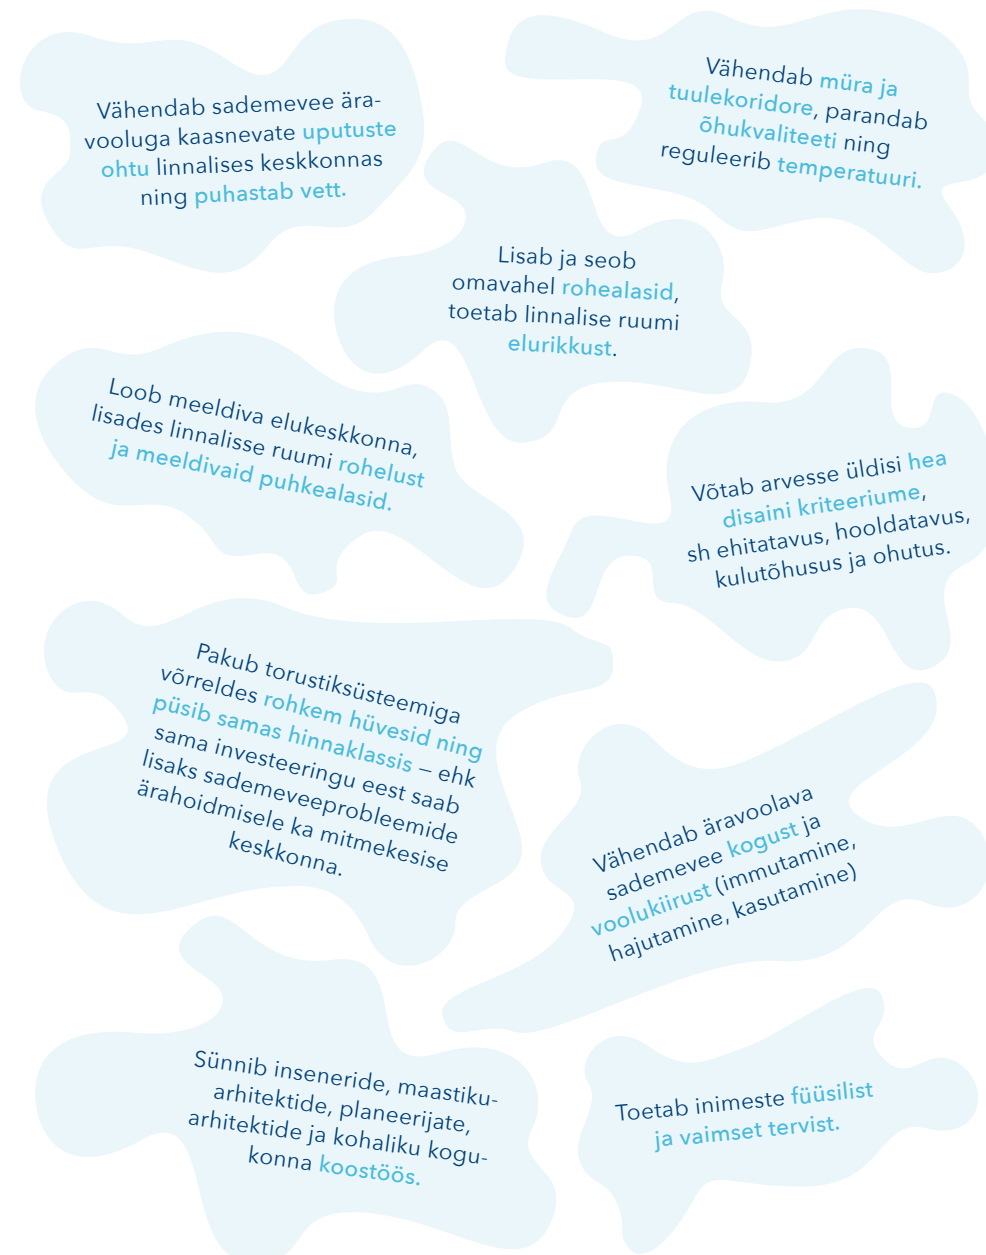 Vähendab sademevee ära-
vooluga kaasnevate uputuste
ohtu linnalises keskkonnas
ning puhastab vett.
Vähendab müra ja
tuulekoridore, parandab
õhukvaliteeti ning
reguleerib temperatuuri.
Lisab ja seob
omavahel rohealasid,
toetab linnalise ruumi
elurikkust.
Loob meeldiva elukeskkonna,
lisades linnalisse ruumi rohelust
ja meeldivaid puhkealasid.
Võtab arvesse üldisi hea
disaini kriteeriume,
sh ehitatavus, hooldatavus,
kulutõhusus ja ohutus.
Pakub torustiksüsteemiga
võrreldes rohkem hüvesid ning
püsib samas hinnaklassis – ehk
sama investeeringu eest saab
lisaks sademeveeprobleemide
ärahoidmisele ka mitmekesise
keskkonna.
Vähendab äravoolava
sademevee kogust ja
voolukiirust (immutamine,
hajutamine, kasutamine)
Sünnib inseneride, maastiku-
arhitektide, planeerijate,
arhitektide ja kohaliku kogu-
konna koostöös.
Toetab inimeste füüsilist
ja vaimset tervist.